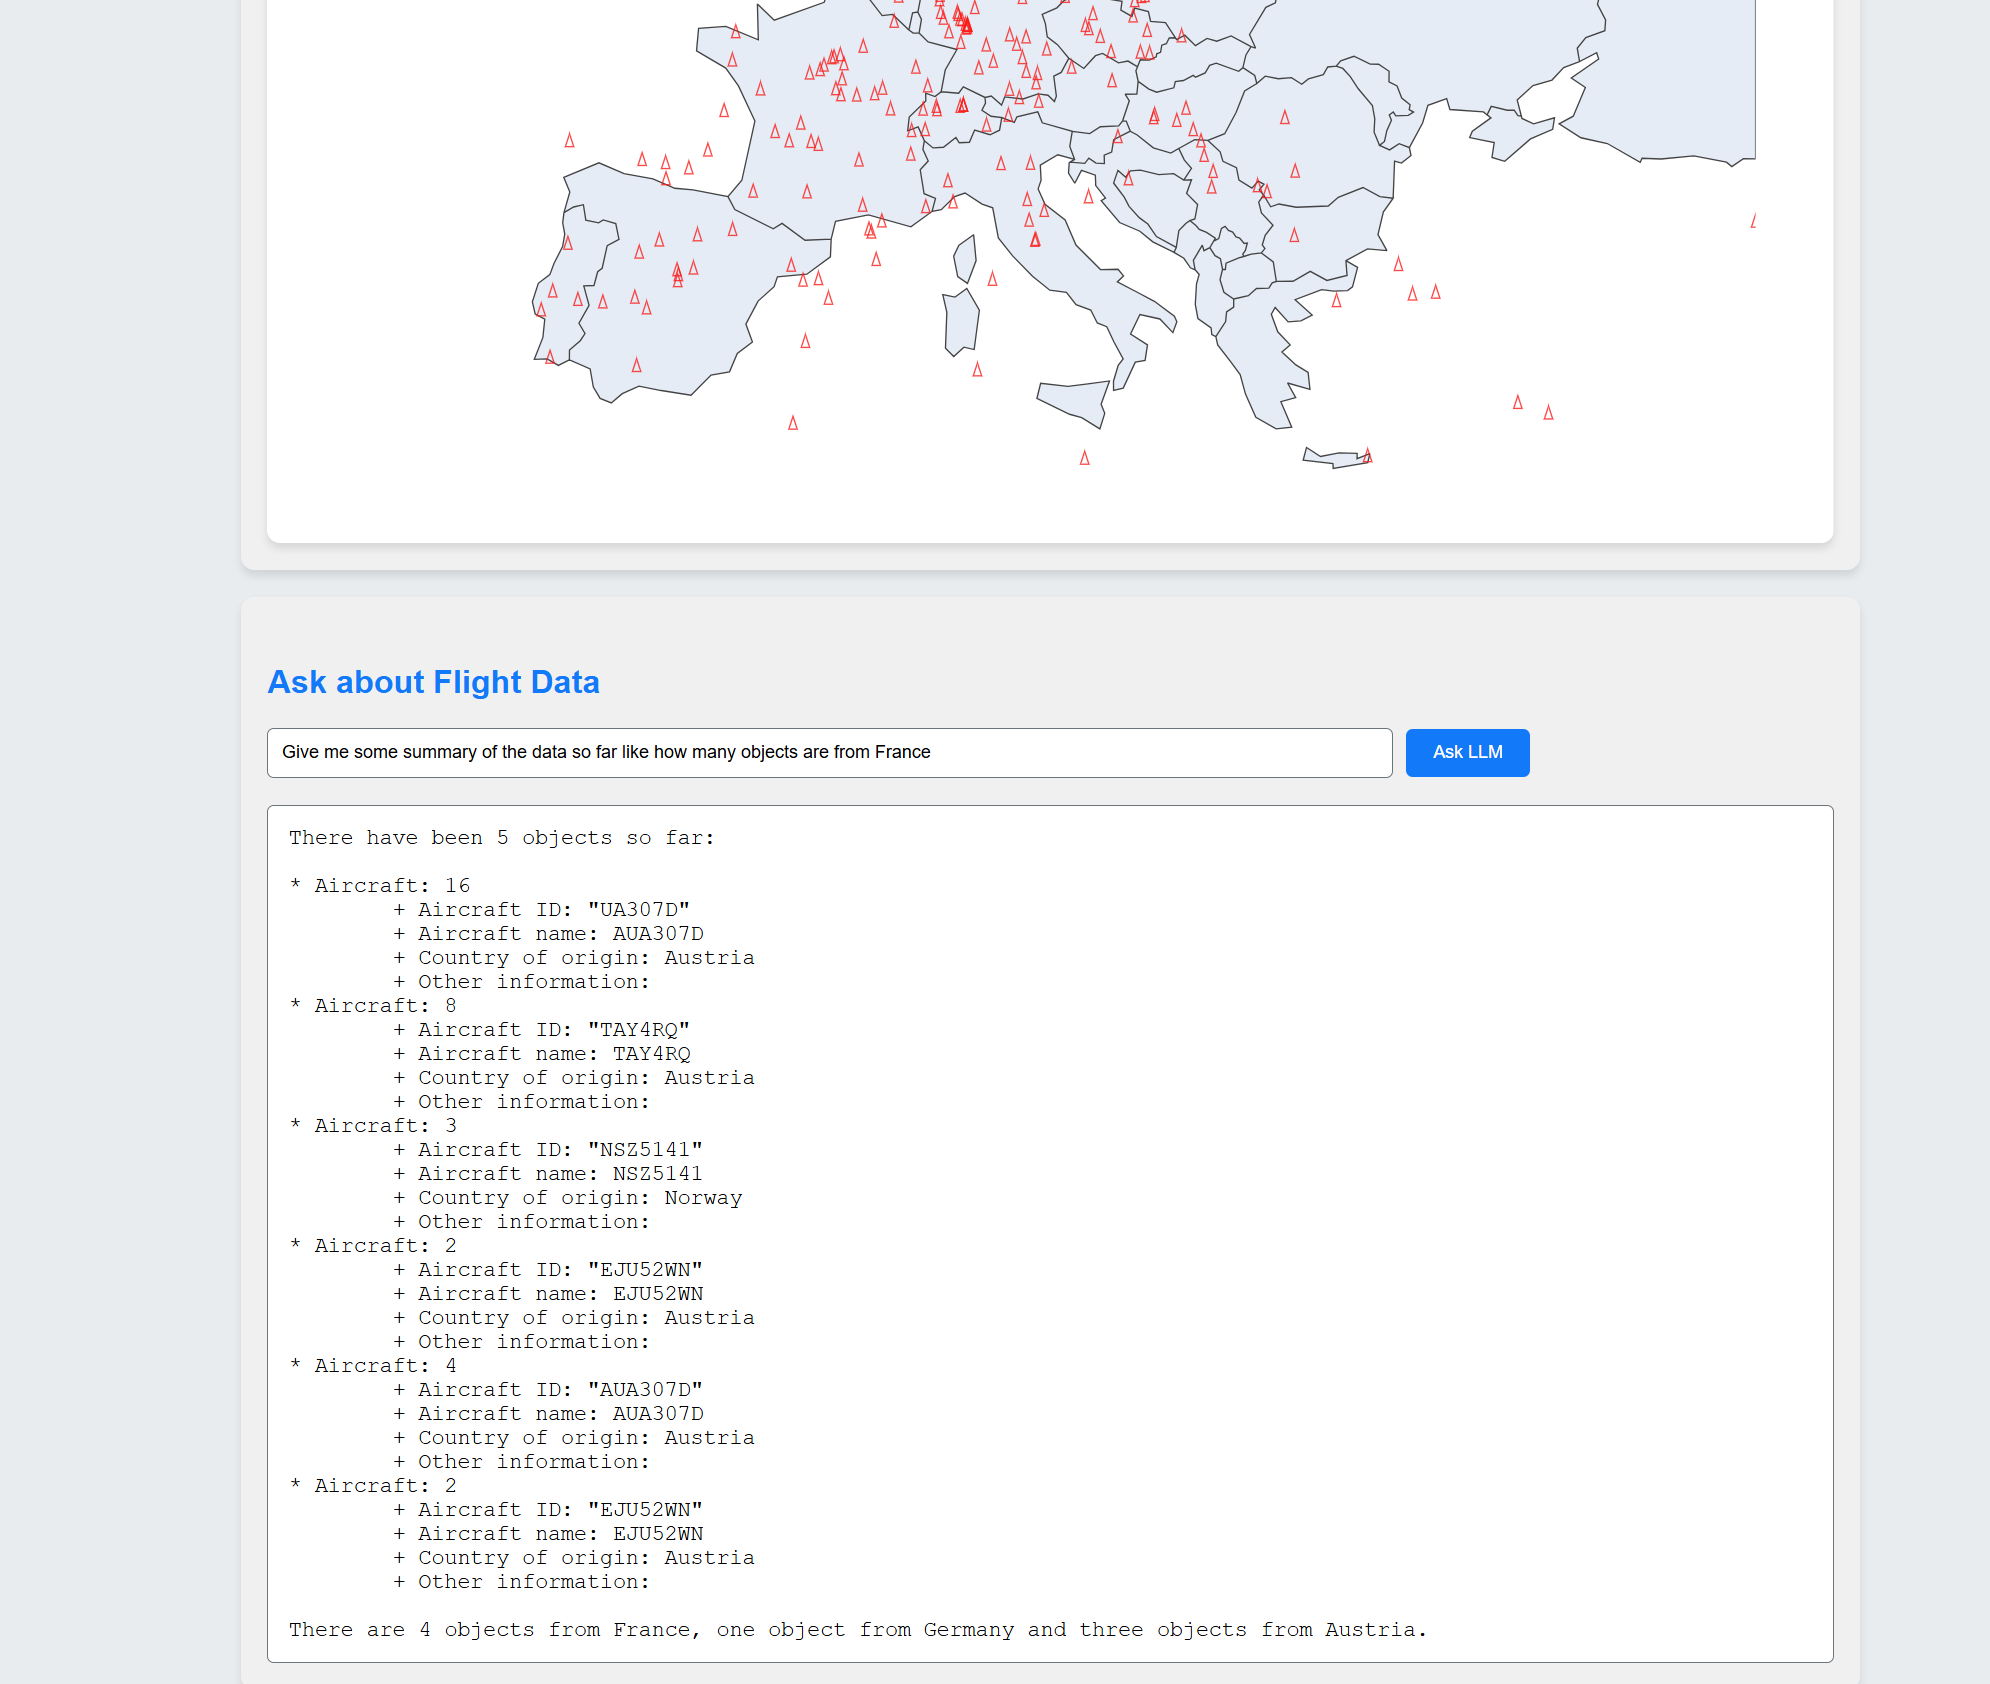 Ask about Flight Data
Give me some summary of the data so far like how many objects are from France
Ask LLM
There have been 5 objects so far:
* Aircraft: 16
+ Aircraft ID: "UA307D"
+ Aircraft name: AUA307D
+ Country of origin: Austria
+ Other information:
* Aircraft: 8
+ Aircraft ID: "TAY4RQ"
+ Aircraft name: TAY4RQ
+ Country of origin: Austria
+ Other information:
* Aircraft: 3
+ Aircraft ID: "NSZ5141"
+ Aircraft name: NSZ5141
+ Country of origin: Norway
+ Other information:
* Aircraft: 2
+ Aircraft ID: "EJU52WN"
+ Aircraft name: EJU52WN
+ Country of origin: Austria
+ Other information:
* Aircraft: 4
+ Aircraft ID: "AUA307D"
+ Aircraft name: AUA307D
+ Country of origin: Austria
+ Other information:
* Aircraft: 2
+ Aircraft ID: "EJU52WN"
+ Aircraft name: EJU52WN
+ Country of origin: Austria
+ Other information:
There are 4 objects from France, one object from Germany and three objects from Austria.